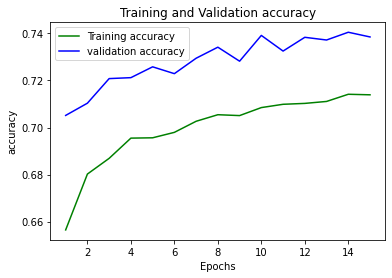 Training and Validation accuracy
Training accuracy
validation accuracy
accuracy
0.74
0.72
0.70
0.68
0.66
2 4 6 8 10 12 14
Epochs